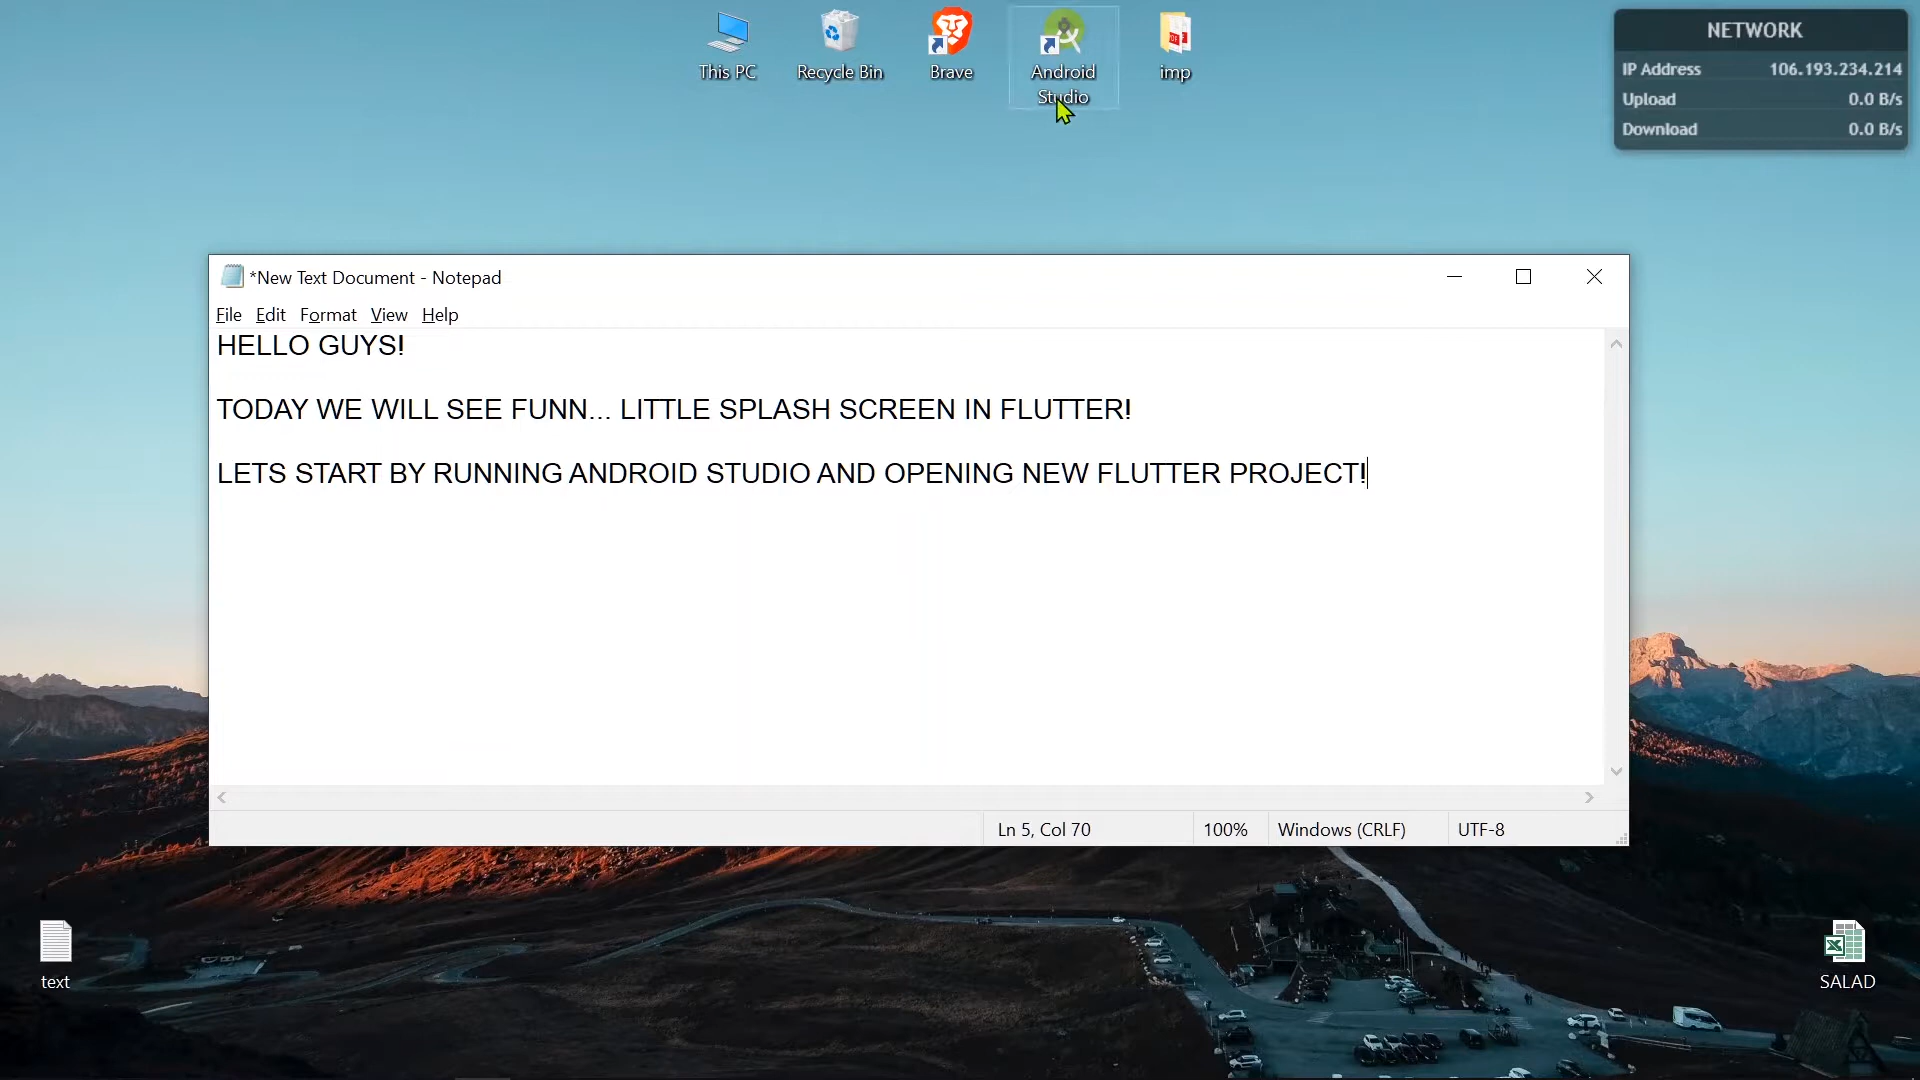 This PC
Recycle Bin
Brave
Android
Studio
imp
NETWORK
IP Address 106.193.234.214
Upload 0.0 B/s
Download 0.0 B/s
*New Text Document - Notepad
File Edit Format View Help
HELLO GUYS!
TODAY WE WILL SEE FUNN... LITTLE SPLASH SCREEN IN FLUTTER!
LETS START BY RUNNING ANDROID STUDIO AND OPENING NEW FLUTTER PROJECT!
Ln 5, Col 70 100% Windows (CRLF) UTF-8
text
SALAD